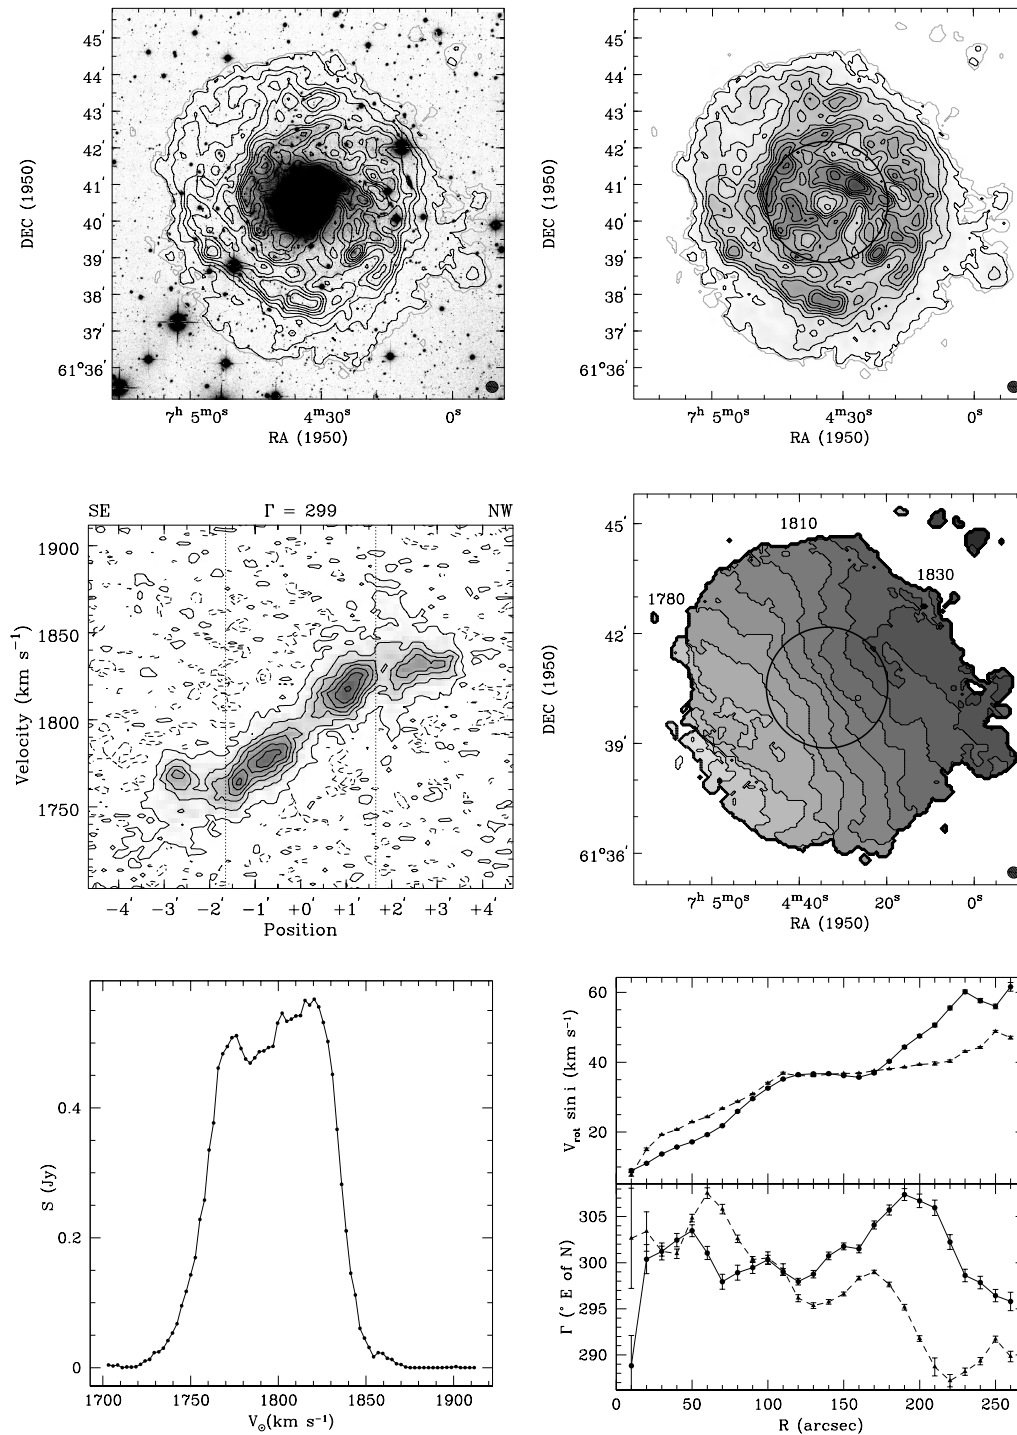 45′
44′
43′
42′
41′
40′
39′
38′
37′
61°36′
DEC (1950)
7ʰ 5ᵐ0ˢ 4ᵐ30ˢ 0ˢ
RA (1950)
45′
44′
43′
42′
41′
40′
39′
38′
37′
61°36′
DEC (1950)
7ʰ 5ᵐ0ˢ 4ᵐ30ˢ 0ˢ
RA (1950)
SE Γ = 299 NW
1900
1850
1800
1750
Velocity (km s⁻¹)
−4′ −3′ −2′ −1′ +0′ +1′ +2′ +3′ +4′
Position
1810
1830
1780
45′
42′
39′
61°36′
DEC (1950)
7ʰ 5ᵐ0ˢ 4ᵐ40ˢ 20ˢ 0ˢ
RA (1950)
0.4
0.2
0
S (Jy)
1700 1750 1800 1850 1900
V☉(km s⁻¹)
60
40
20
Vrot sin i (km s⁻¹)
305
300
295
290
Γ (° E of N)
0 50 100 150 200 250
R (arcsec)